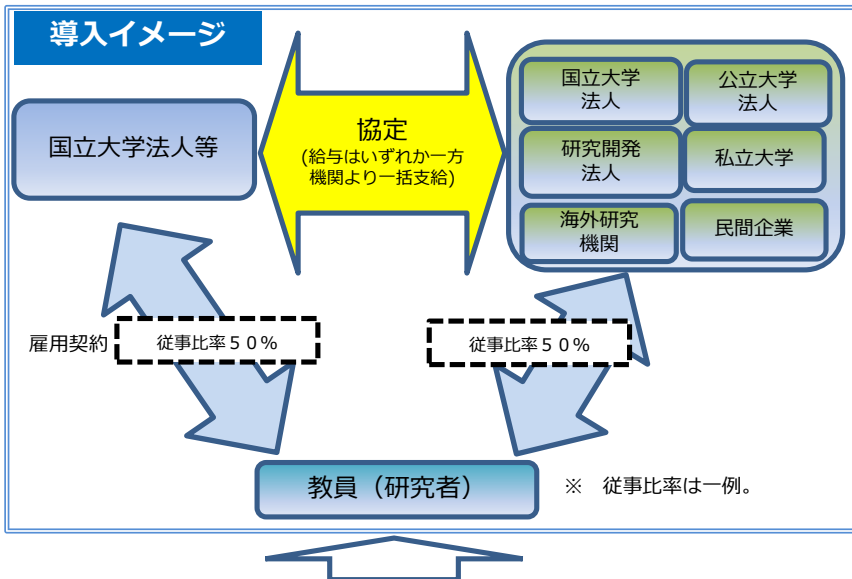 導入イメージ
国立大学法人等
協定
(給与はいずれか一方
機関より一括支給)
国立大学
法人
公立大学
法人
研究開発
法人
私立大学
海外研究
機関
民間企業
雇用契約
従事比率５０%
従事比率５０%
教員（研究者）
※　従事比率は一例。